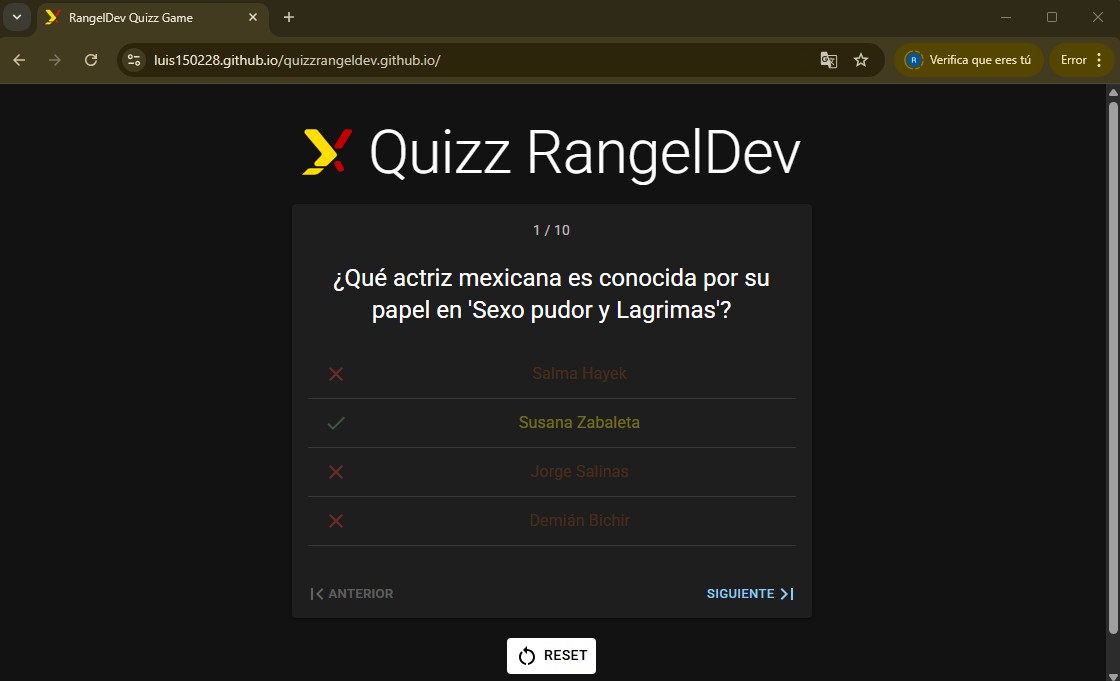 RangelDev Quizz Game
luis150228.github.io/quizzrangeldev.github.io/
R
Verifica que eres tú
Error
Quizz RangelDev
1 / 10
¿Qué actriz mexicana es conocida por su
papel en 'Sexo pudor y Lagrimas'?
Salma Hayek
Susana Zabaleta
Jorge Salinas
Demián Bichir
ANTERIOR
SIGUIENTE
RESET